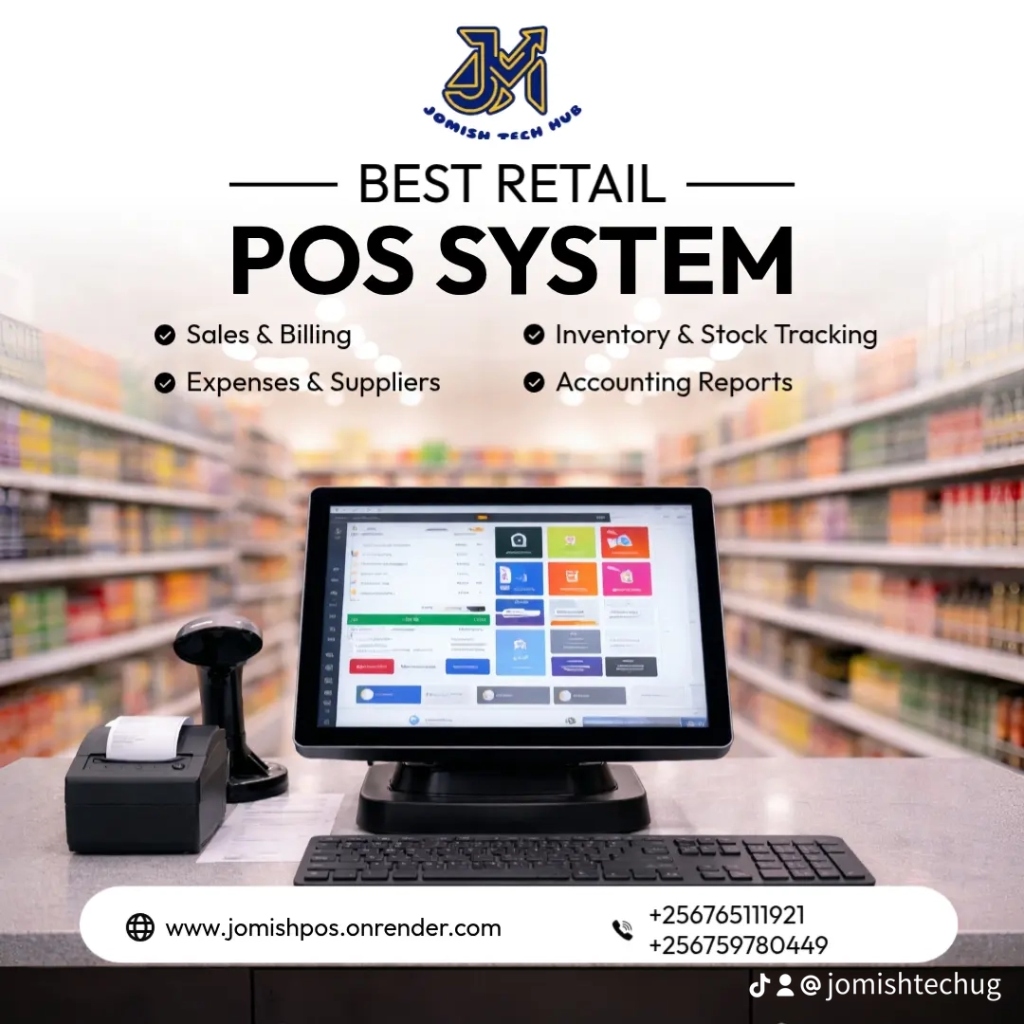 JOMISH TECH HUB
BEST RETAIL
POS SYSTEM
Sales & Billing
Inventory & Stock Tracking
Expenses & Suppliers
Accounting Reports
www.jomishpos.onrender.com
+256765111921
+256759780449
@jomishtechug